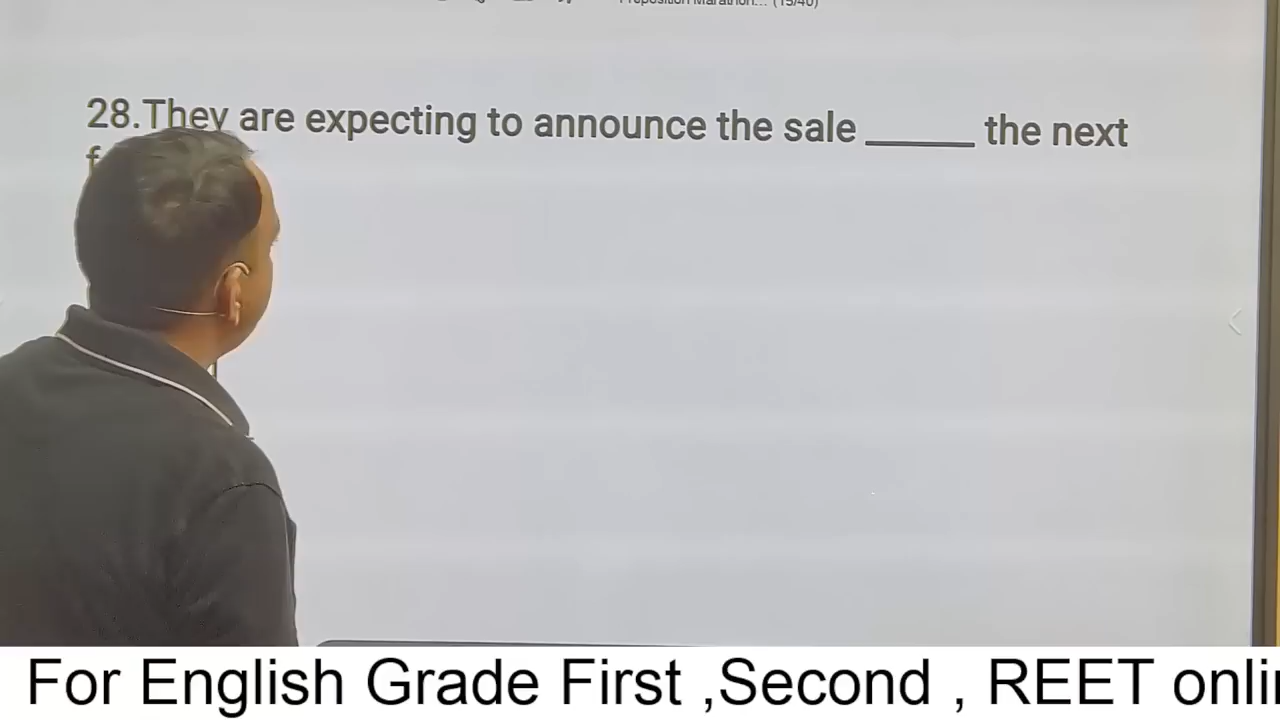 Preposition Marathon... (15/40)
28.They are expecting to announce the sale ______ the next
For English Grade First ,Second , REET onli